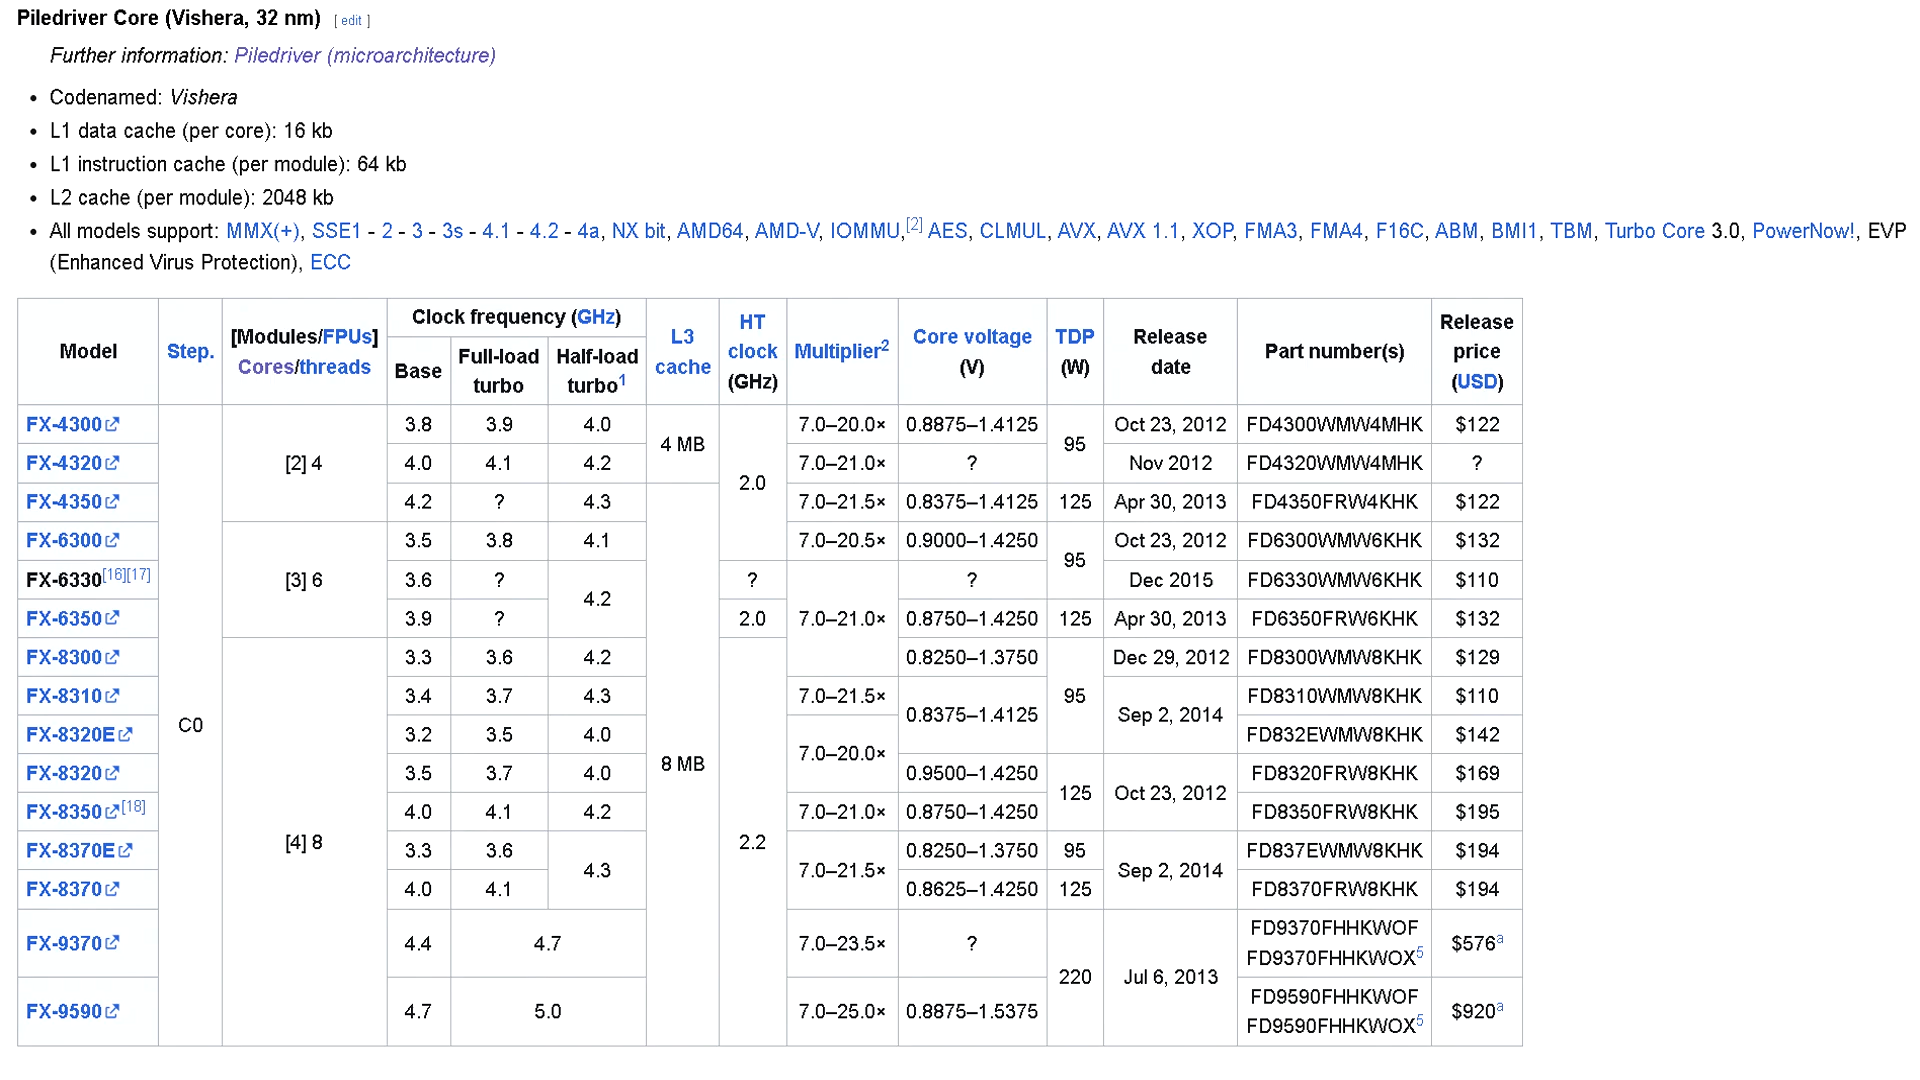 Piledriver Core (Vishera, 32 nm) [ edit ]
Further information: Piledriver (microarchitecture)
• Codenamed: Vishera
• L1 data cache (per core): 16 kb
• L1 instruction cache (per module): 64 kb
• L2 cache (per module): 2048 kb
• All models support: MMX(+), SSE1 - 2 - 3 - 3s - 4.1 - 4.2 - 4a, NX bit, AMD64, AMD-V, IOMMU,[2] AES, CLMUL, AVX, AVX 1.1, XOP, FMA3, FMA4, F16C, ABM, BMI1, TBM, Turbo Core 3.0, PowerNow!, EVP
(Enhanced Virus Protection), ECC
Model Step. [Modules/FPUs] Cores/threads Clock frequency (GHz) L3 cache HT clock (GHz) Multiplier2 Core voltage (V) TDP (W) Release date Part number(s) Release price (USD)
Base Full-load turbo Half-load turbo1
FX-4300 C0 [2] 4 3.8 3.9 4.0 4 MB 2.0 7.0–20.0× 0.8875–1.4125 95 Oct 23, 2012 FD4300WMW4MHK $122
FX-4320 4.0 4.1 4.2 7.0–21.0× ? Nov 2012 FD4320WMW4MHK ?
FX-4350 4.2 ? 4.3 8 MB 7.0–21.5× 0.8375–1.4125 125 Apr 30, 2013 FD4350FRW4KHK $122
FX-6300 [3] 6 3.5 3.8 4.1 7.0–20.5× 0.9000–1.4250 95 Oct 23, 2012 FD6300WMW6KHK $132
FX-6330[16][17] 3.6 ? 4.2 ? 7.0–21.0× ? Dec 2015 FD6330WMW6KHK $110
FX-6350 3.9 ? 2.0 0.8750–1.4250 125 Apr 30, 2013 FD6350FRW6KHK $132
FX-8300 [4] 8 3.3 3.6 4.2 2.2 0.8250–1.3750 95 Dec 29, 2012 FD8300WMW8KHK $129
FX-8310 3.4 3.7 4.3 7.0–21.5× 0.8375–1.4125 Sep 2, 2014 FD8310WMW8KHK $110
FX-8320E 3.2 3.5 4.0 7.0–20.0× FD832EWMW8KHK $142
FX-8320 3.5 3.7 4.0 0.9500–1.4250 125 Oct 23, 2012 FD8320FRW8KHK $169
FX-8350[18] 4.0 4.1 4.2 7.0–21.0× 0.8750–1.4250 FD8350FRW8KHK $195
FX-8370E 3.3 3.6 4.3 7.0–21.5× 0.8250–1.3750 95 Sep 2, 2014 FD837EWMW8KHK $194
FX-8370 4.0 4.1 0.8625–1.4250 125 FD8370FRW8KHK $194
FX-9370 4.4 4.7 7.0–23.5× ? 220 Jul 6, 2013 FD9370FHHKWOF FD9370FHHKWOX5 $576a
FX-9590 4.7 5.0 7.0–25.0× 0.8875–1.5375 FD9590FHHKWOF FD9590FHHKWOX5 $920a